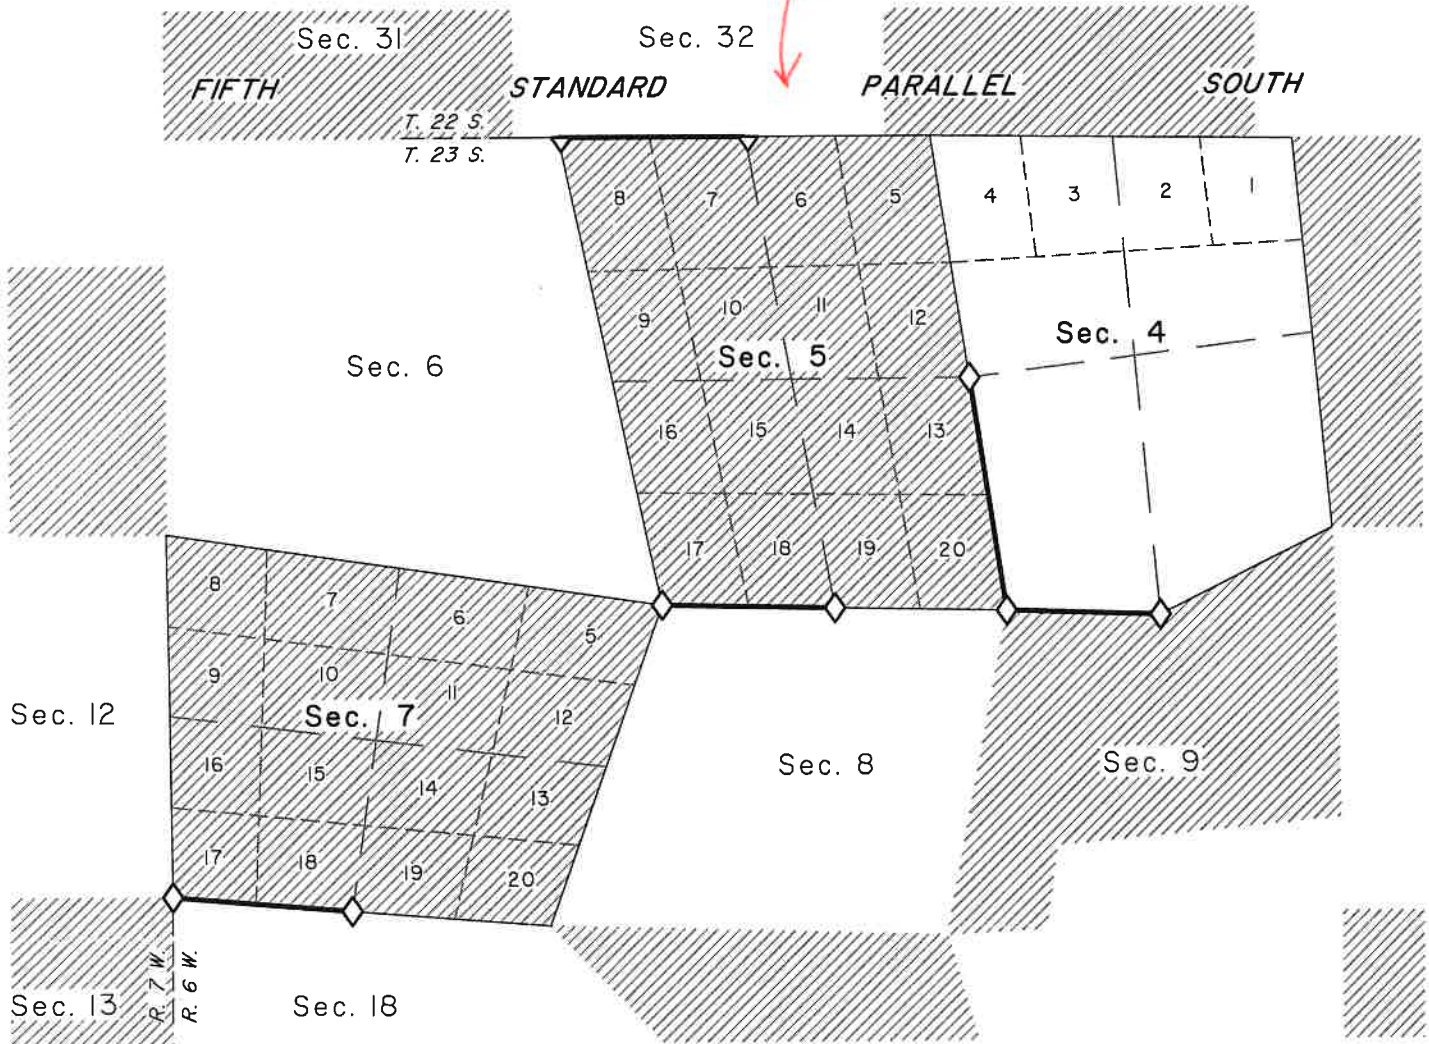 Sec. 31 Sec. 32
FIFTH STANDARD PARALLEL SOUTH
T. 22 S.
T. 23 S.
8 7 6 5 4 3 2 1
9 10 11 12
Sec. 5 Sec. 4
Sec. 6
16 15 14 13
17 18 19 20
8 7 6 5
9 10 11 12
Sec. 12 Sec. 7
16 15 14 13
Sec. 8 Sec. 9
17 18 19 20
R. 7 W.
R. 6 W.
Sec. 13 Sec. 18